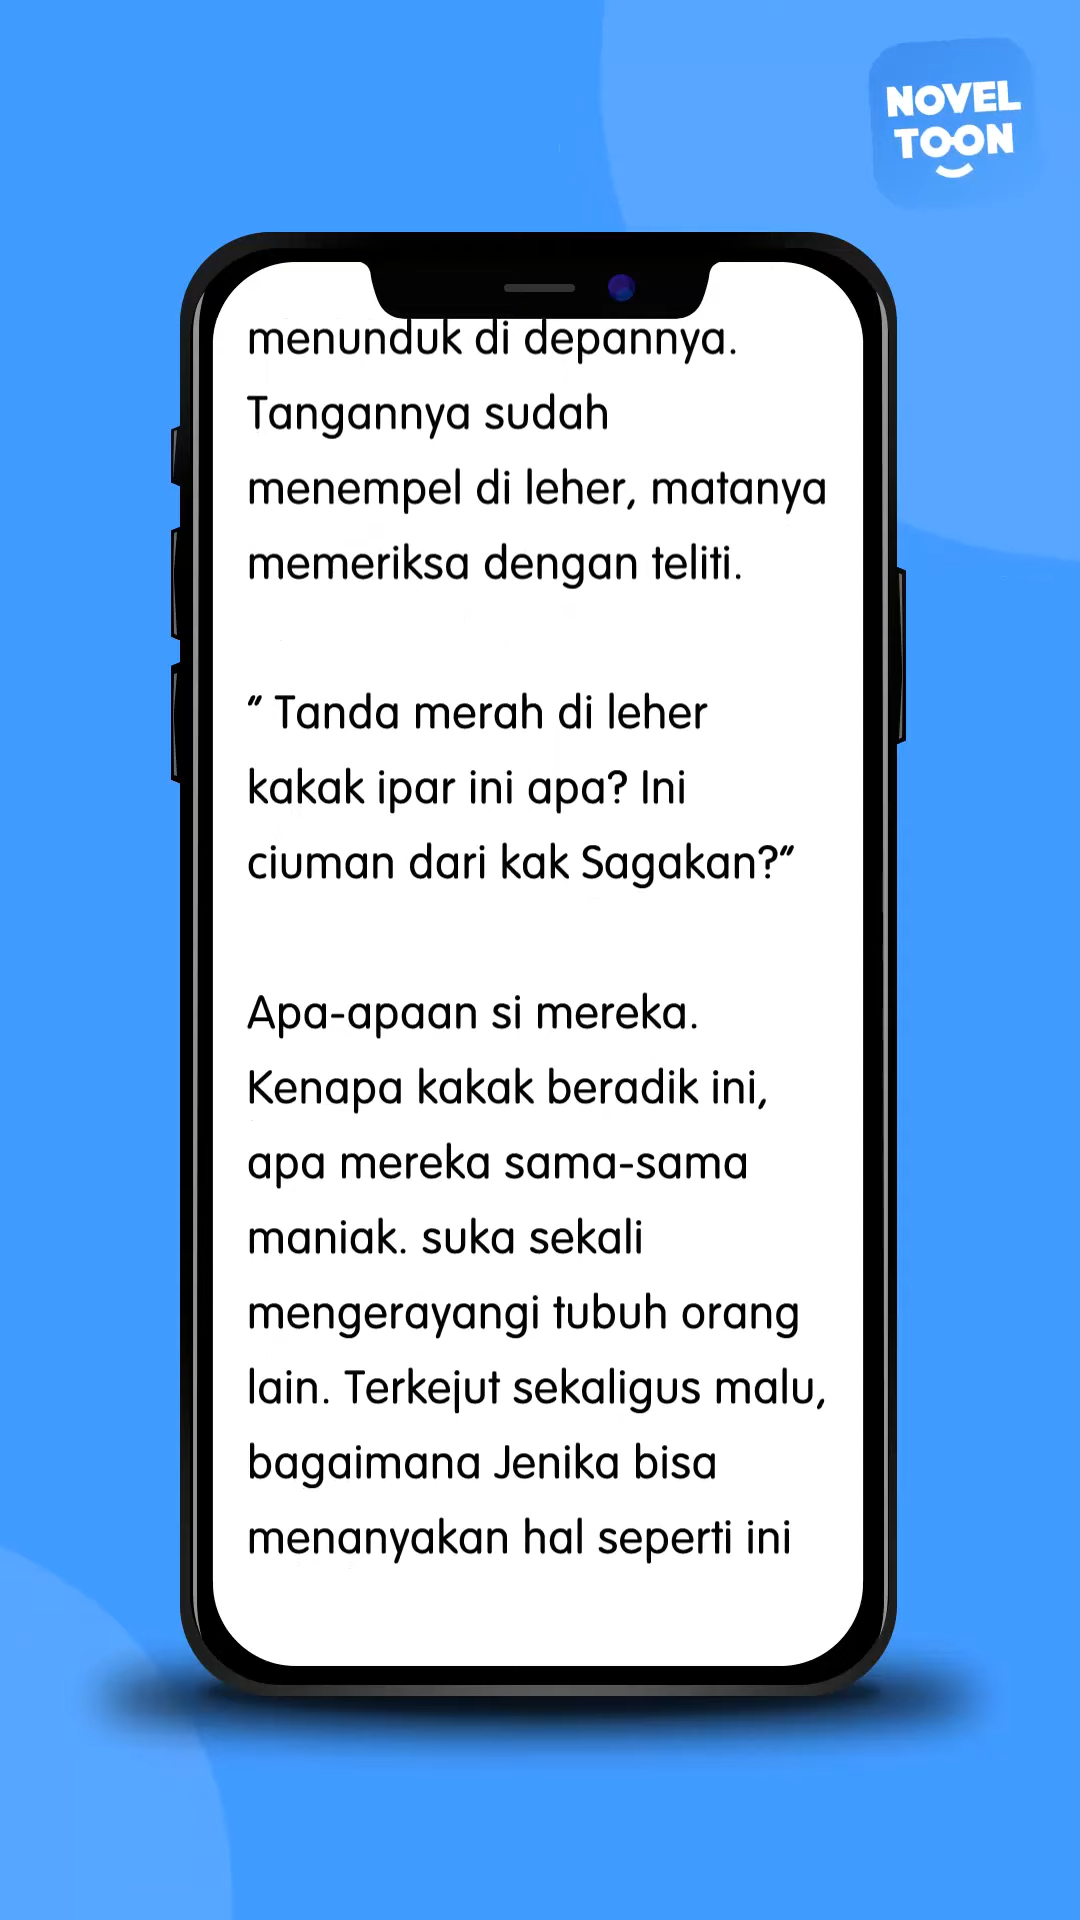 NOVEL
TOON
menunduk di depannya.
Tangannya sudah
menempel di leher, matanya
memeriksa dengan teliti.
“ Tanda merah di leher
kakak ipar ini apa? Ini
ciuman dari kak Sagakan?”
Apa-apaan si mereka.
Kenapa kakak beradik ini,
apa mereka sama-sama
maniak. suka sekali
mengerayangi tubuh orang
lain. Terkejut sekaligus malu,
bagaimana Jenika bisa
menanyakan hal seperti ini